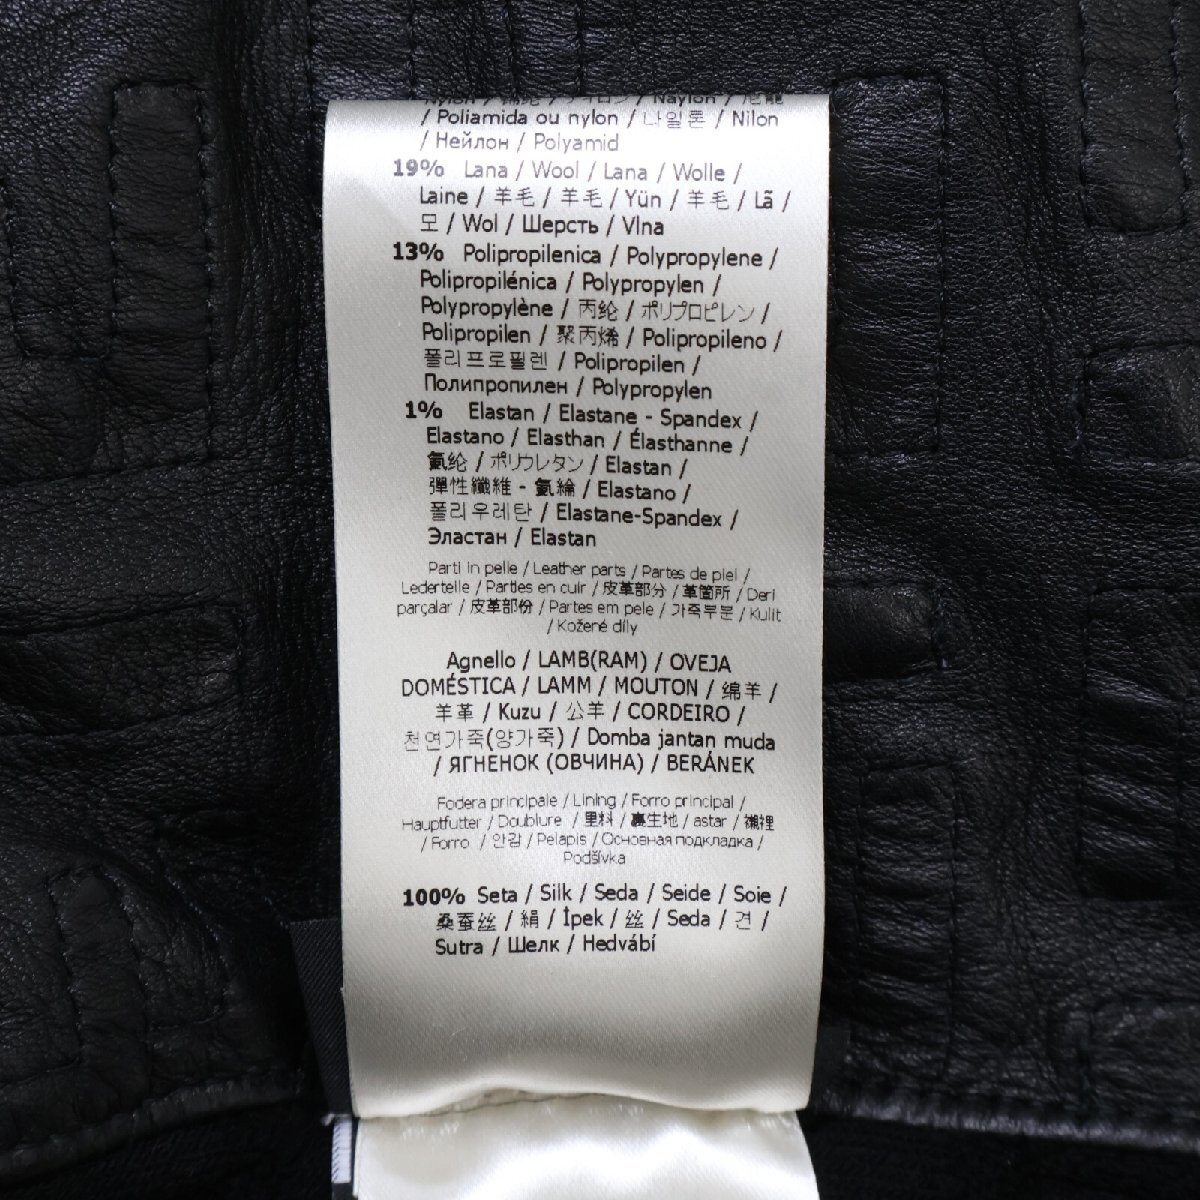 Nylon / 锦纶 / ナイロン / Naylon / 尼龍
/ Poliamida ou nylon / 나일론 / Nilon
/ Нейлон / Polyamid
19% Lana / Wool / Lana / Wolle /
Laine / 羊毛 / 羊毛 / Yün / 羊毛 / Lã /
모 / Wol / Шерсть / Vlna
13% Polipropilenica / Polypropylene /
Polipropilénica / Polypropylen /
Polypropylène / 丙纶 / ポリプロピレン /
Polipropilen / 聚丙烯 / Polipropileno /
폴리프로필렌 / Polipropilen /
Полипропилен / Polypropylen
1% Elastan / Elastane - Spandex /
Elastano / Elasthan / Élasthanne /
氨纶 / ポリウレタン / Elastan /
彈性纖維 - 氨綸 / Elastano /
폴리우레탄 / Elastane-Spandex /
Эластан / Elastan
Parti in pelle / Leather parts / Partes de piel /
Lederteile / Parties en cuir / 皮革部分 / 革箇所 / Deri
parçalar / 皮革部份 / Partes em pele / 가죽부분 / Kulit
/ Kožené díly
Agnello / LAMB(RAM) / OVEJA
DOMÉSTICA / LAMM / MOUTON / 绵羊 /
羊革 / Kuzu / 公羊 / CORDEIRO /
천연가죽(양가죽) / Domba jantan muda
/ ЯГНЕНОК (ОВЧИНА) / BERÁNEK
Fodera principale / Lining / Forro principal /
Hauptfutter / Doublure / 里料 / 裏生地 / astar / 襯裡
/ Forro / 안감 / Pelapis / Основная подкладка /
Podšívka
100% Seta / Silk / Seda / Seide / Soie /
桑蚕丝 / 絹 / İpek / 丝 / Seda / 견 /
Sutra / Шелк / Hedvábí